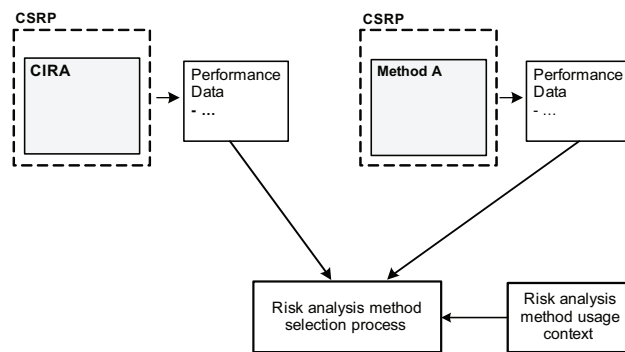 CSRP
CIRA
Performance
Data
- ...
CSRP
Method A
Performance
Data
- ...
Risk analysis method
selection process
Risk analysis
method usage
context